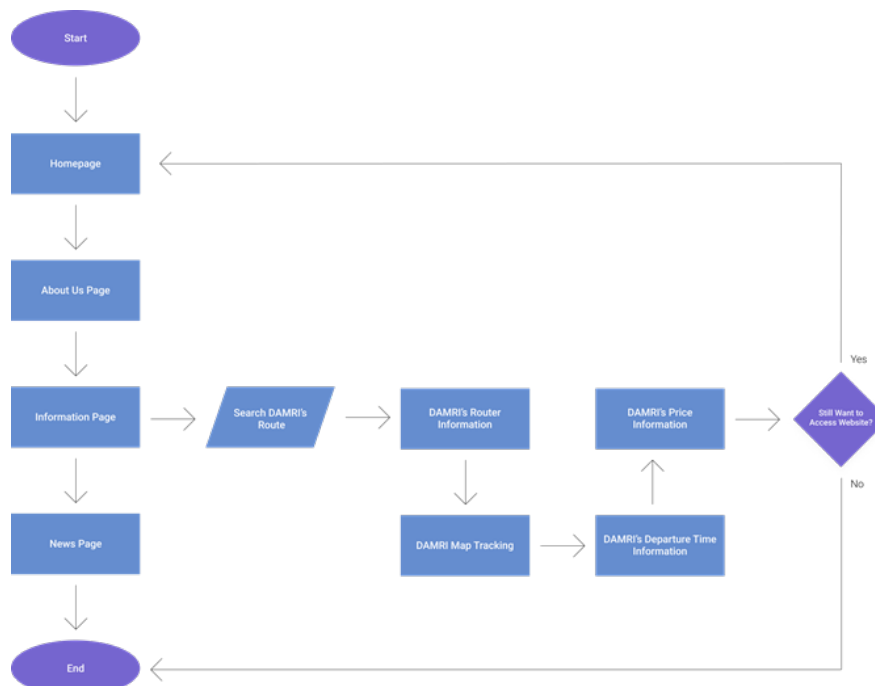 Start
Homepage
About Us Page
Information Page
Search DAMRI's
Route
DAMRI's Router
Information
DAMRI's Price
Information
Still Want to
Access Website?
Yes
No
News Page
DAMRI Map Tracking
DAMRI's Departure Time
Information
End